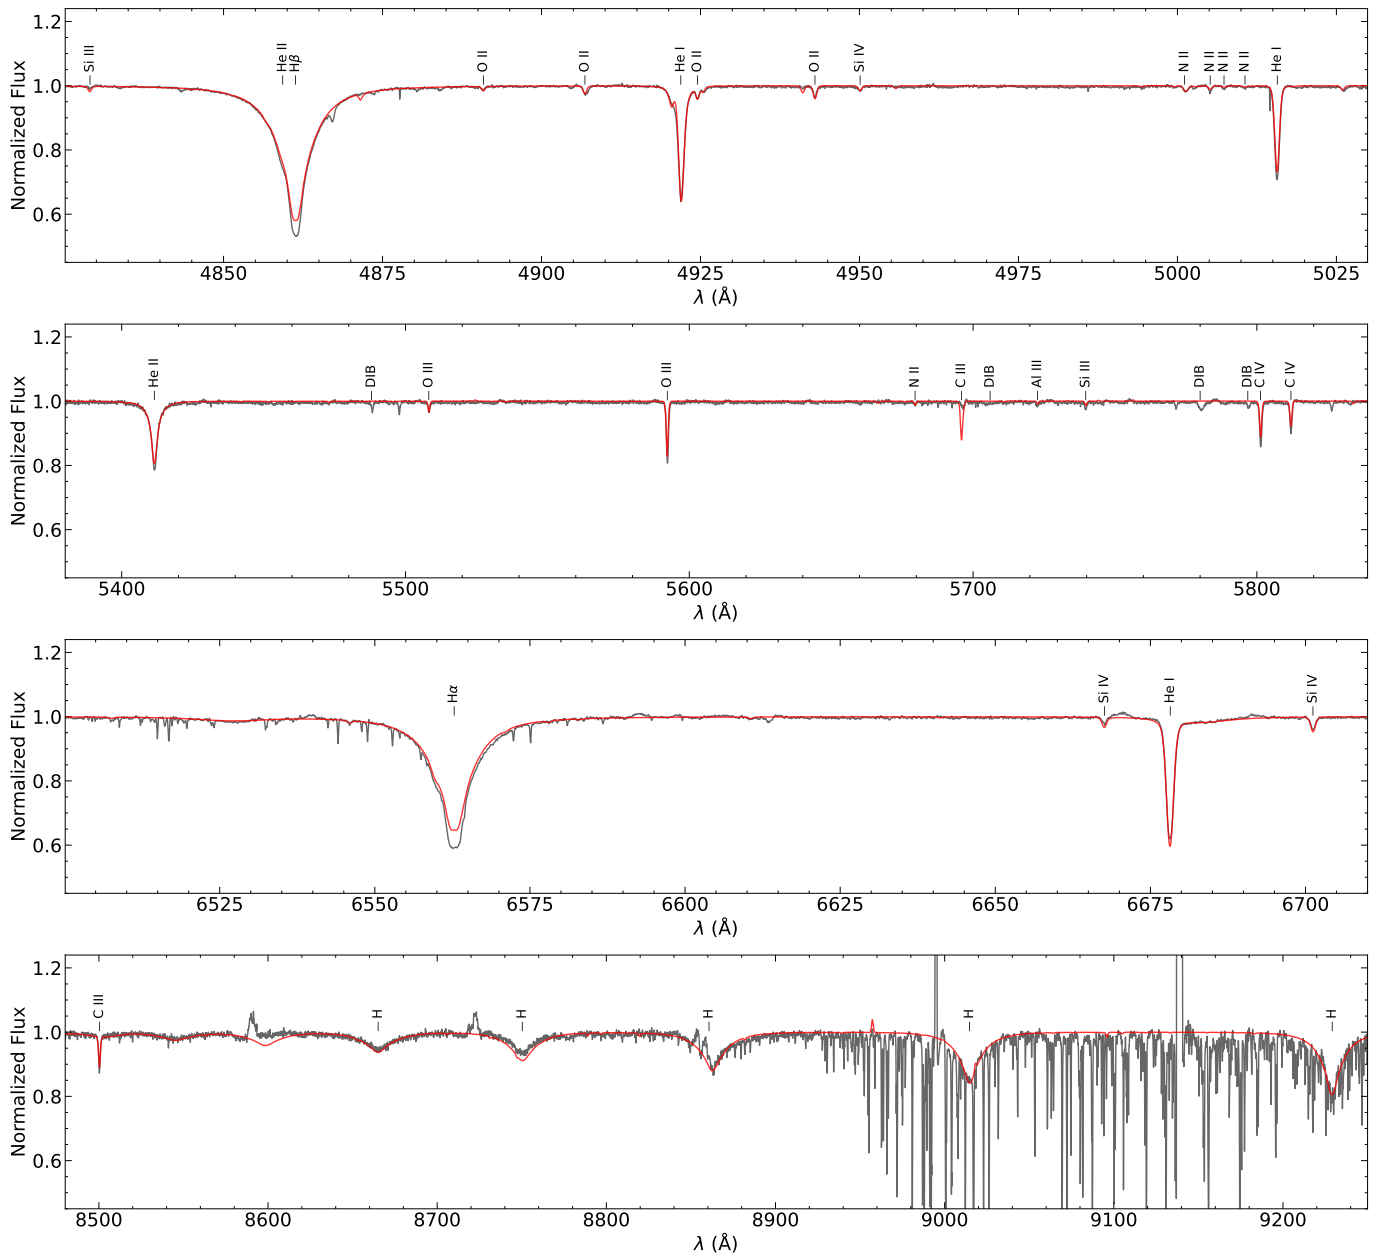 Si III He II Hβ O II O II He I O II O II Si IV N II N II N II N II He I
1.2
1.0
0.8
0.6
Normalized Flux
4850 4875 4900 4925 4950 4975 5000 5025
λ (Å)
He II DIB O III O III N II C III DIB Al III Si III DIB DIB C IV C IV
1.2
1.0
0.8
0.6
Normalized Flux
5400 5500 5600 5700 5800
λ (Å)
Hα Si IV He I Si IV
1.2
1.0
0.8
0.6
Normalized Flux
6525 6550 6575 6600 6625 6650 6675 6700
λ (Å)
C III H H H H H
1.2
1.0
0.8
0.6
Normalized Flux
8500 8600 8700 8800 8900 9000 9100 9200
λ (Å)